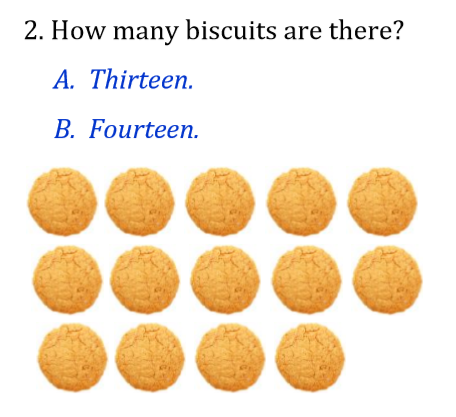 2. How many biscuits are there?
A. Thirteen.
B. Fourteen.